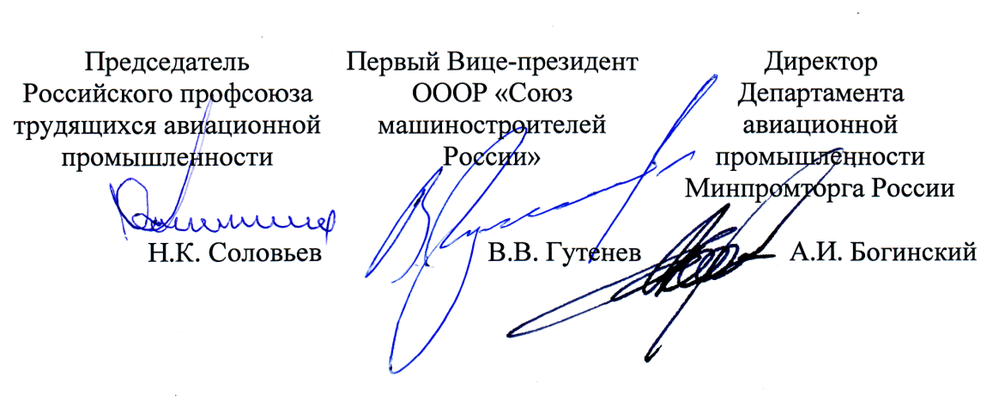 Председатель
Российского профсоюза
трудящихся авиационной
промышленности
Н.К. Соловьев
Первый Вице-президент
ОООР «Союз
машиностроителей
России»
В.В. Гутенев
Директор
Департамента
авиационной
промышленности
Минпромторга России
А.И. Богинский